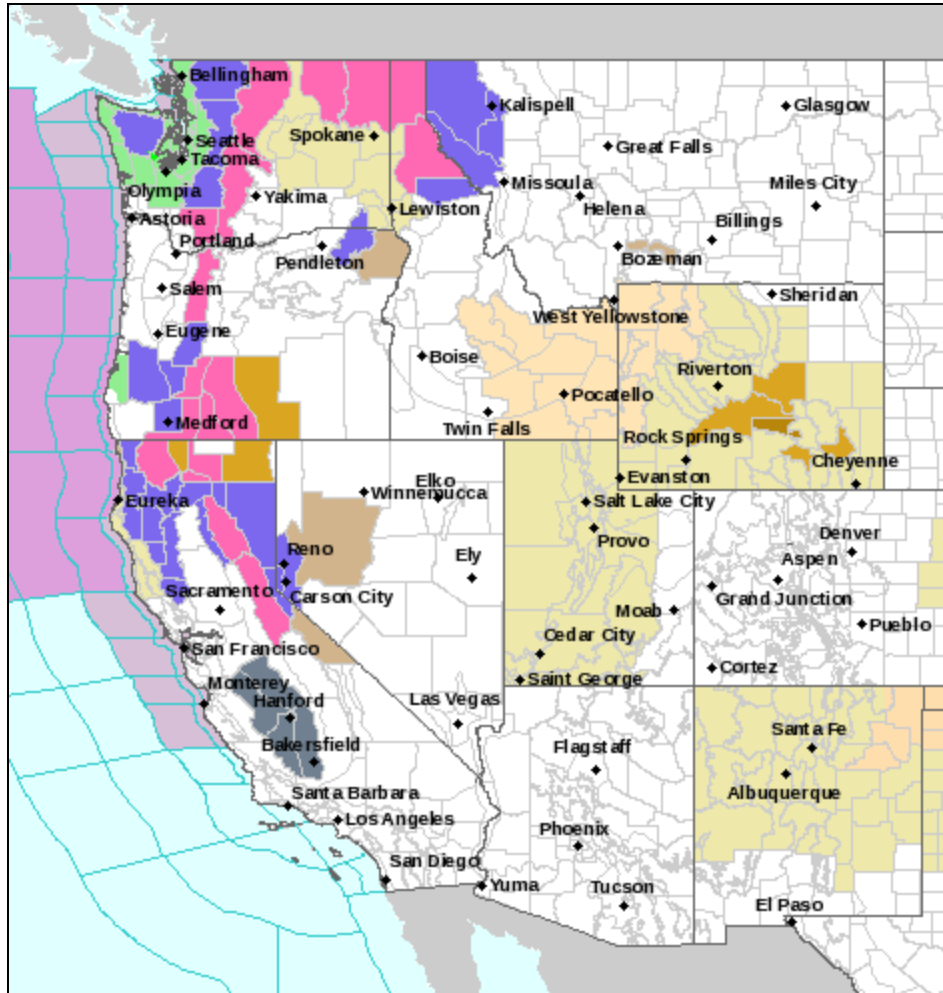 Bellingham
Kalispell
Glasgow
Spokane
Seattle
Great Falls
Tacoma
Olympia
Yakima
Missoula
Helena
Miles City
Lewiston
Astoria
Billings
Portland
Pendleton
Bozeman
Salem
Sheridan
West Yellowstone
Eugene
Boise
Riverton
Pocatello
Medford
Twin Falls
Rock Springs
Cheyenne
Evanston
Elko
Winnemucca
Eureka
Salt Lake City
Provo
Denver
Reno
Ely
Aspen
Sacramento
Carson City
Grand Junction
Moab
Pueblo
Cedar City
San Francisco
Cortez
Saint George
Monterey
Hanford
Las Vegas
Santa Fe
Bakersfield
Flagstaff
Albuquerque
Santa Barbara
Los Angeles
Phoenix
San Diego
Yuma
Tucson
El Paso